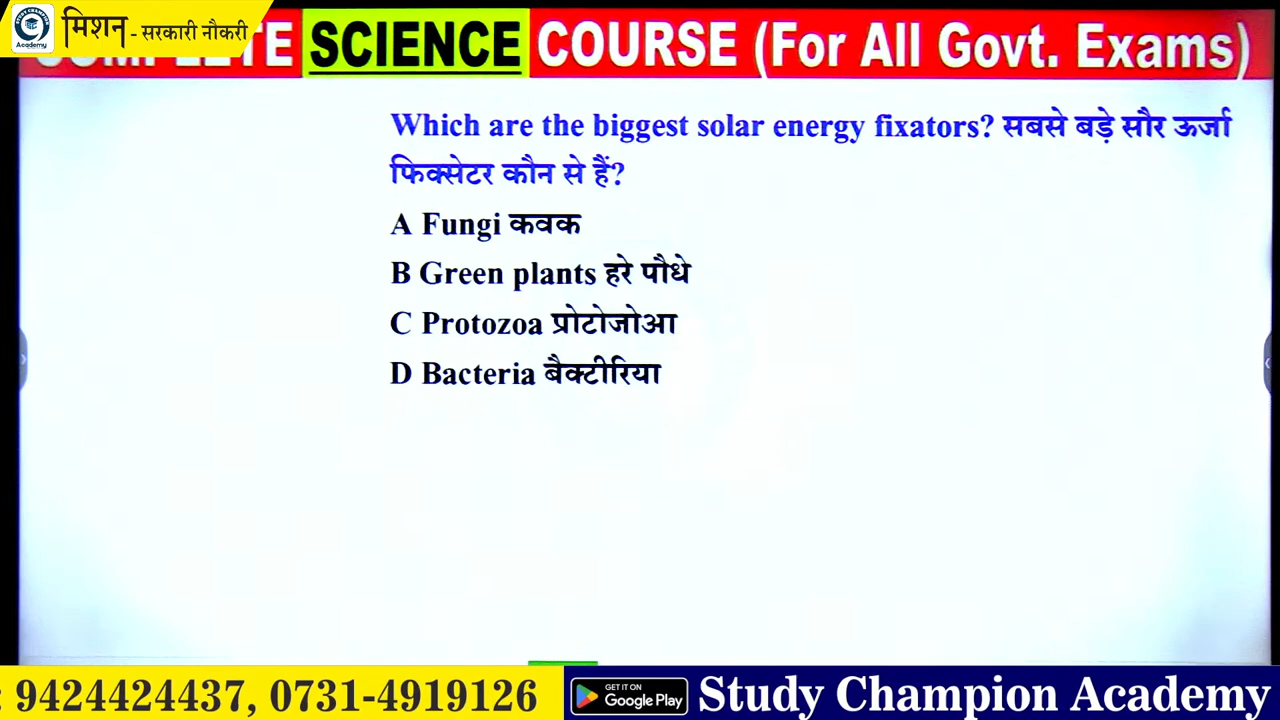 मिशन - सरकारी नौकरी
Academy
SCIENCE COURSE (For All Govt. Exams)
Which are the biggest solar energy fixators? सबसे बड़े सौर ऊर्जा
फिक्सेटर कौन से हैं?
A Fungi कवक
B Green plants हरे पौधे
C Protozoa प्रोटोजोआ
D Bacteria बैक्टीरिया
: 9424424437, 0731-4919126
GET IT ON
Google Play
Study Champion Academy